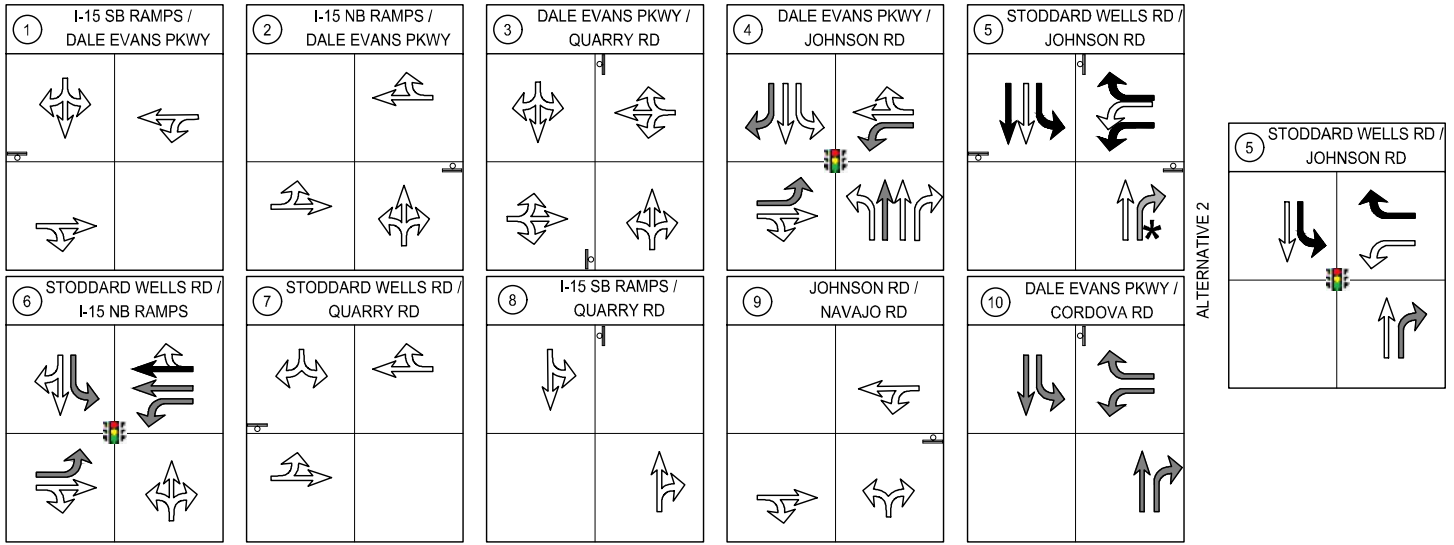 1
I-15 SB RAMPS /
DALE EVANS PKWY
2
I-15 NB RAMPS /
DALE EVANS PKWY
3
DALE EVANS PKWY /
QUARRY RD
4
DALE EVANS PKWY /
JOHNSON RD
5
STODDARD WELLS RD /
JOHNSON RD
*
ALTERNATIVE 2
5
STODDARD WELLS RD /
JOHNSON RD
6
STODDARD WELLS RD /
I-15 NB RAMPS
7
STODDARD WELLS RD /
QUARRY RD
8
I-15 SB RAMPS /
QUARRY RD
9
JOHNSON RD /
NAVAJO RD
10
DALE EVANS PKWY /
CORDOVA RD